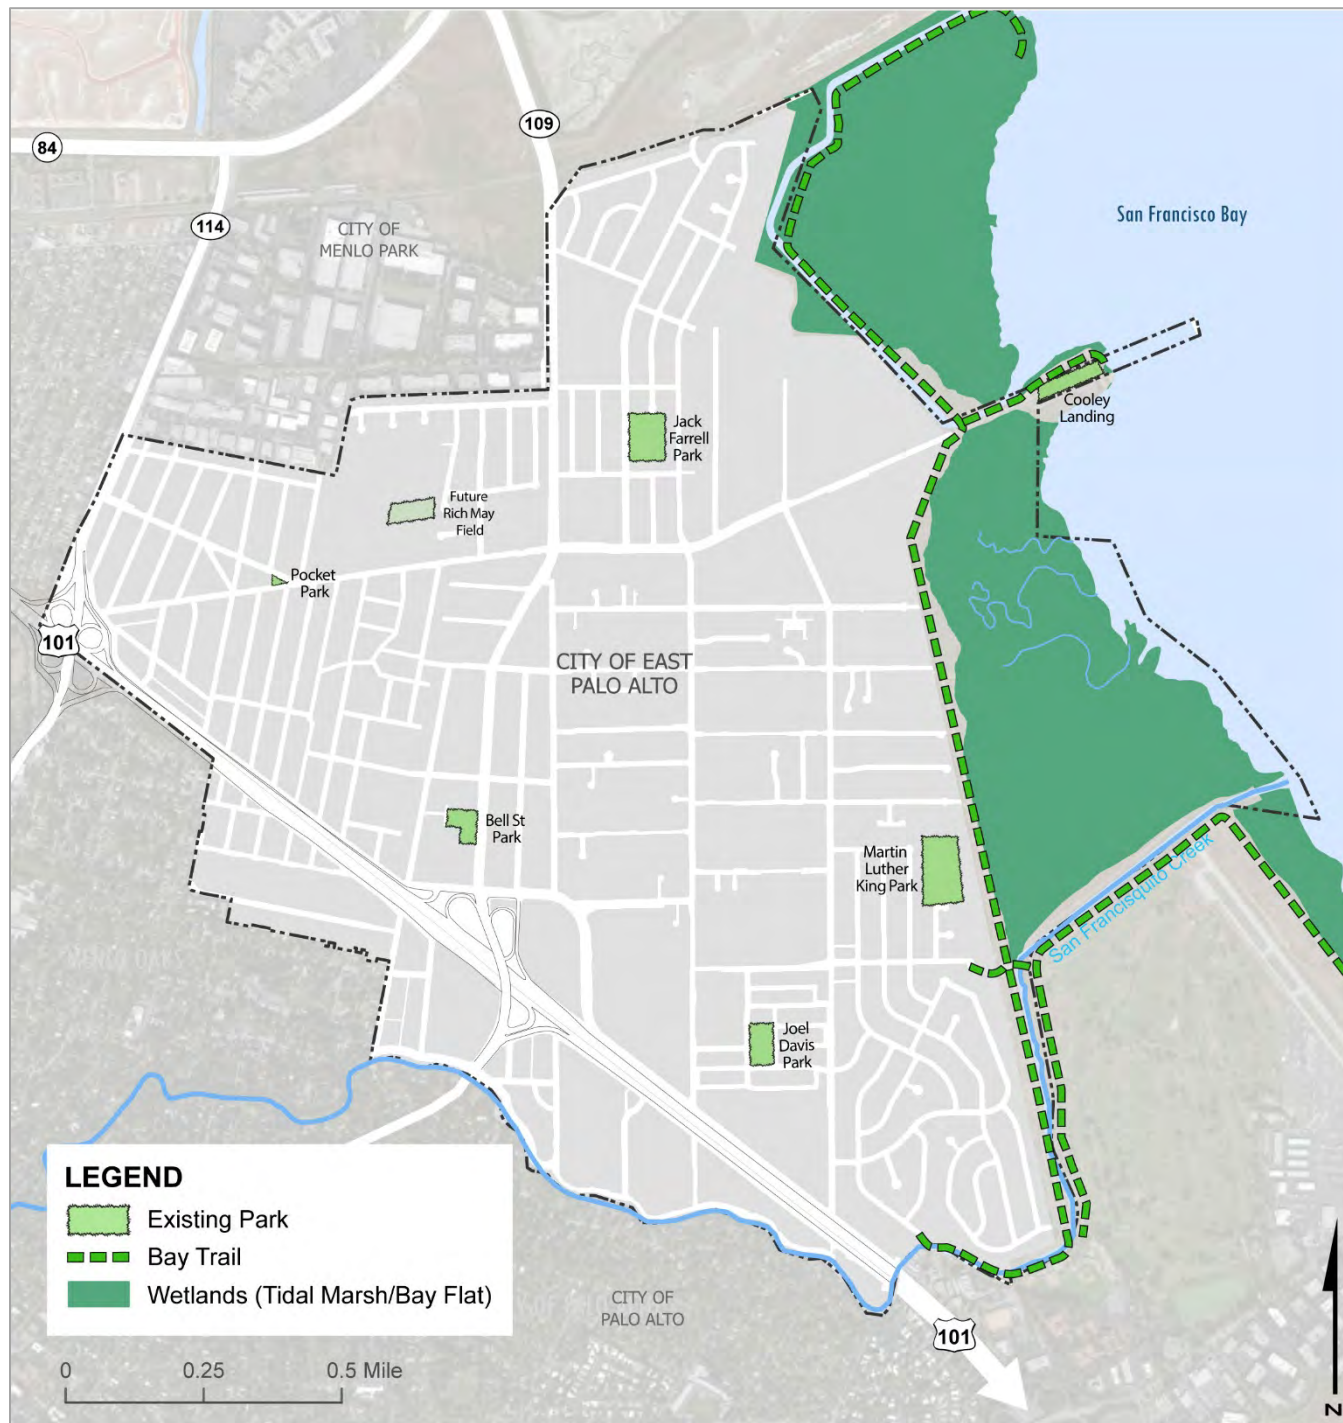 109
84
114
CITY OF
MENLO PARK
San Francisco Bay
Cooley
Landing
Jack
Farrell
Park
Future
Rich May
Field
Pocket
Park
101
CITY OF EAST
PALO ALTO
Bell St
Park
Martin
Luther
King Park
San Francisquito Creek
Joel
Davis
Park
LEGEND
Existing Park
Bay Trail
Wetlands (Tidal Marsh/Bay Flat)
CITY OF
PALO ALTO
101
0 0.25 0.5 Mile
N